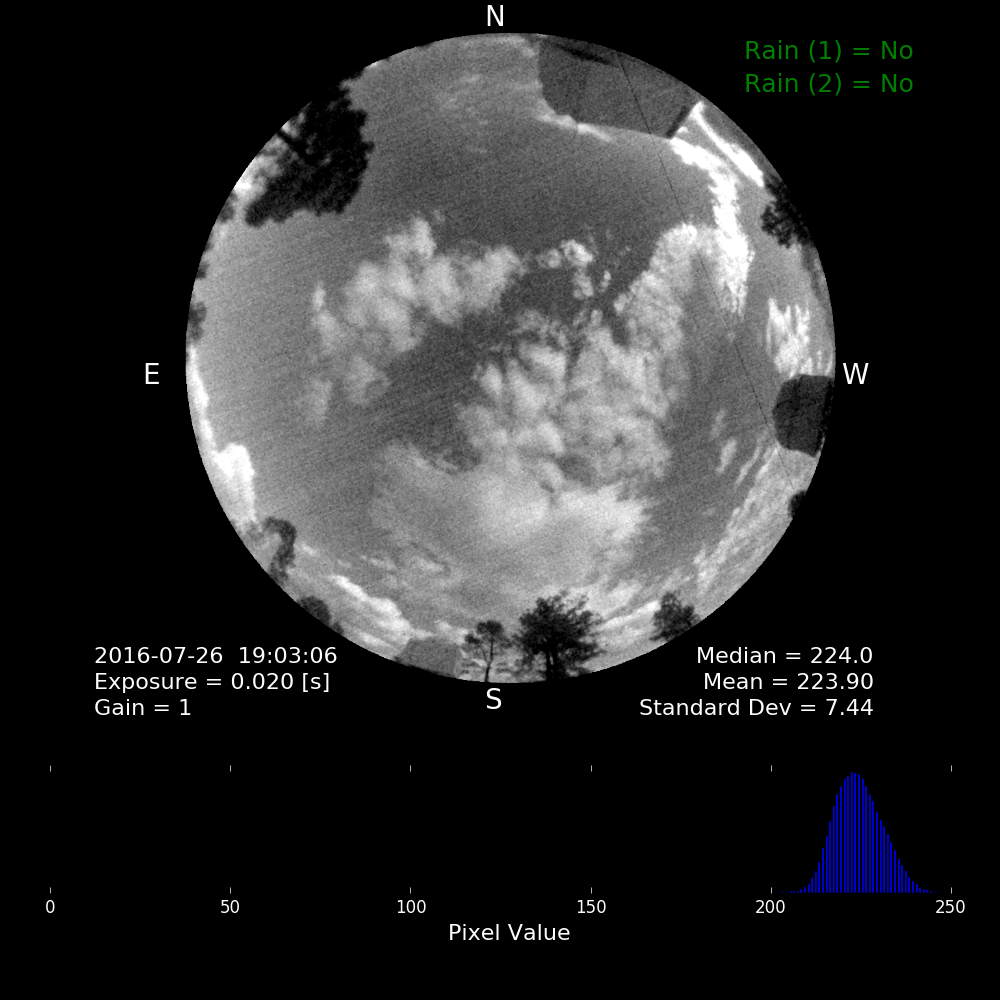 N
Rain (1) = No
Rain (2) = No
E
W
2016-07-26  19:03:06
Exposure = 0.020 [s]
Gain = 1
Median = 224.0
Mean = 223.90
Standard Dev = 7.44
S
0 50 100 150 200 250
Pixel Value